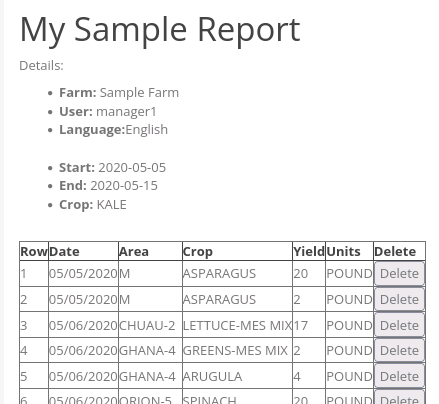 My Sample Report
Details:
Farm: Sample Farm
User: manager1
Language:English
Start: 2020-05-05
End: 2020-05-15
Crop: KALE
Row Date Area Crop Yield Units Delete
1 05/05/2020 M ASPARAGUS 20 POUND Delete
2 05/05/2020 M ASPARAGUS 2 POUND Delete
3 05/06/2020 CHUAU-2 LETTUCE-MES MIX 17 POUND Delete
4 05/06/2020 GHANA-4 GREENS-MES MIX 2 POUND Delete
5 05/06/2020 GHANA-4 ARUGULA 4 POUND Delete
6 05/06/2020 ORION-5 SPINACH 20 POUND Delete